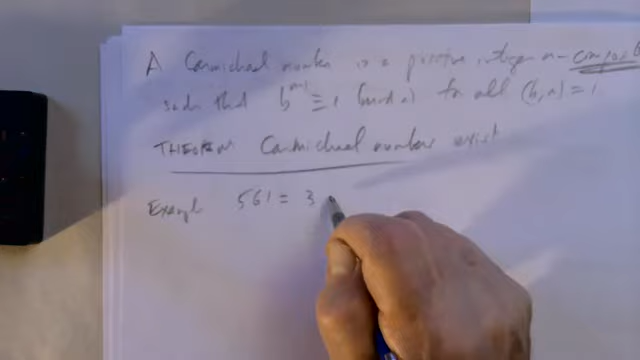 A Carmichael number is a positive integer n - composite
such that b^{n-1} ≡ 1 (mod n) for all (b,n) = 1
THEOREM Carmichael numbers exist
Example 561 = 3